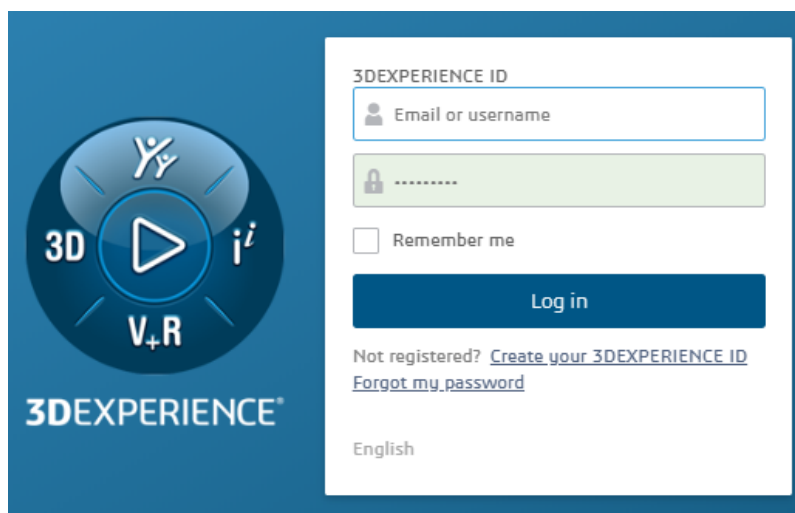 3DEXPERIENCE ID
Email or username
·········
Remember me
Log in
Not registered? Create your 3DEXPERIENCE ID
Forgot my password
English
3D
i i
V+R
3DEXPERIENCE®